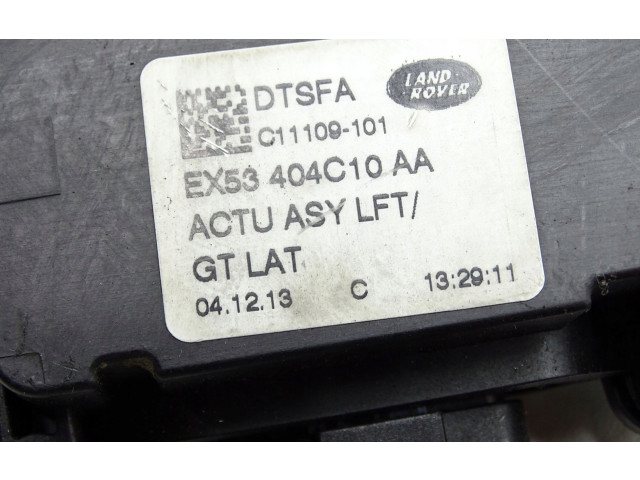 DTSFA
LAND
ROVER
C11109-101
EX53 404C10 AA
ACTU ASY LFT/
GT LAT
04.12.13 C 13:29:11